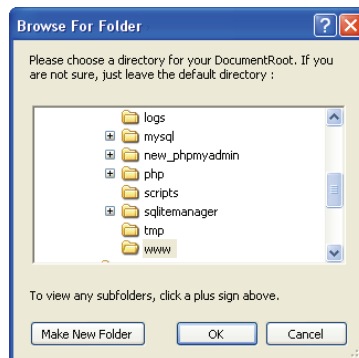 Browse For Folder
Please choose a directory for your DocumentRoot. If you
are not sure, just leave the default directory :
logs
mysql
new_phpmyadmin
php
scripts
sqlitemanager
tmp
www
To view any subfolders, click a plus sign above.
Make New Folder OK Cancel